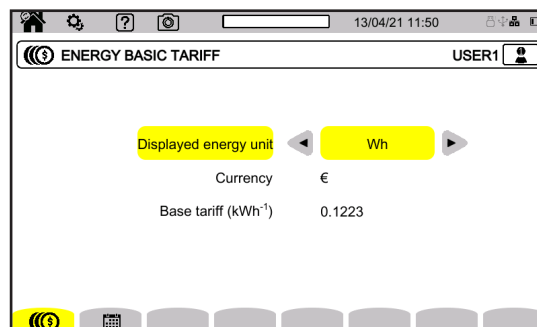 13/04/21 11:50
ENERGY BASIC TARIFF USER1
Displayed energy unit Wh
Currency €
Base tariff (kWh⁻¹) 0.1223